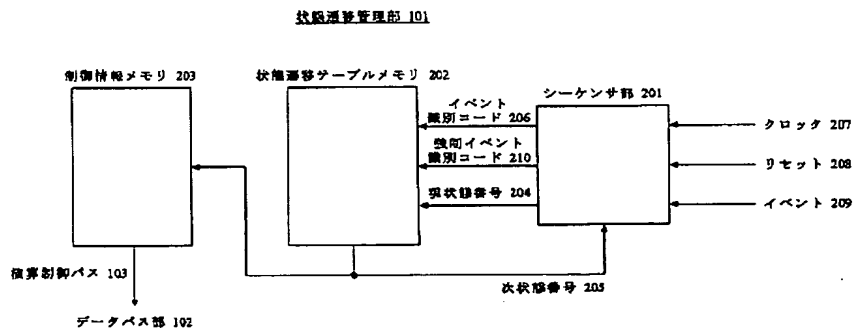 状態遷移管理部 101
制御情報メモリ 203
状態遷移テーブルメモリ 202
シーケンサ部 201
イベント
識別コード 206
強制イベント
識別コード 210
現状態番号 204
クロック 207
リセット 208
イベント 209
演算制御パス 103
次状態番号 205
データパス部 102